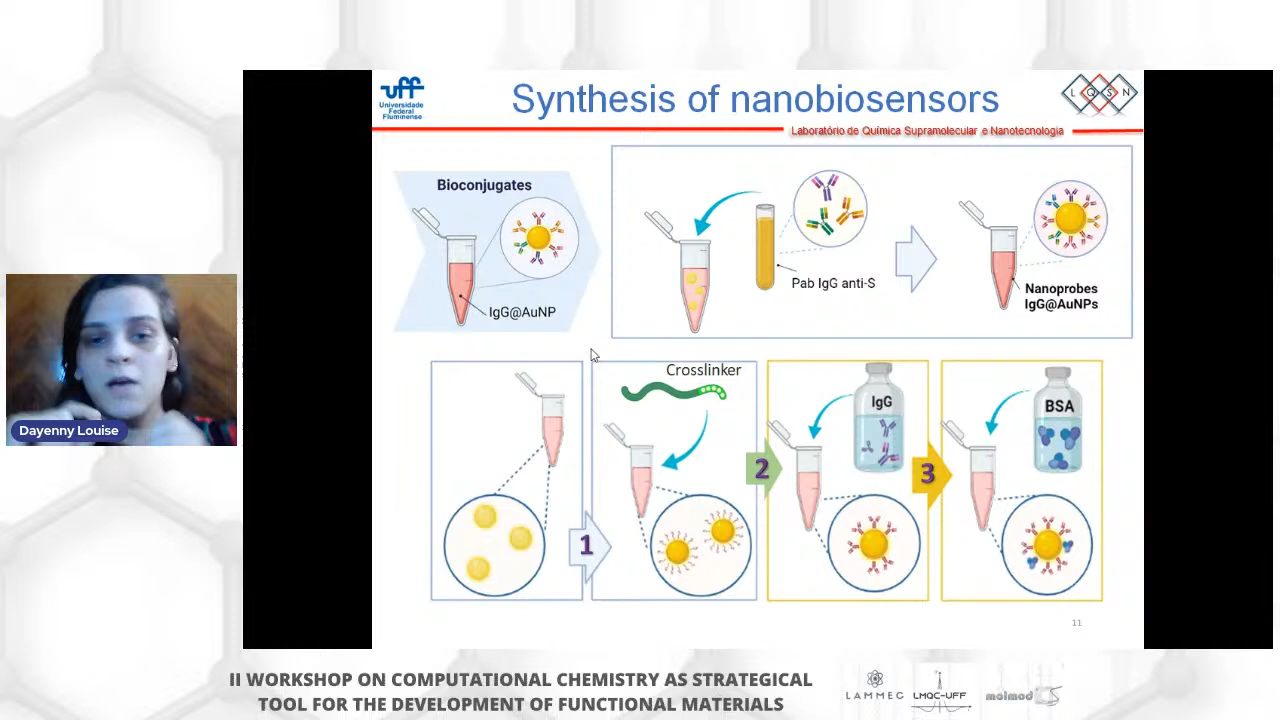 uff
Universidade
Federal
Fluminense
Synthesis of nanobiosensors
LQSN
Laboratório de Química Supramolecular e Nanotecnologia
Bioconjugates
IgG@AuNP
Pab IgG anti-S
Nanoprobes
IgG@AuNPs
Crosslinker
IgG
BSA
1
2
3
11
Dayenny Louise
II WORKSHOP ON COMPUTATIONAL CHEMISTRY AS STRATEGICAL
TOOL FOR THE DEVELOPMENT OF FUNCTIONAL MATERIALS
LAMMEC
LMQC-UFF
molmod